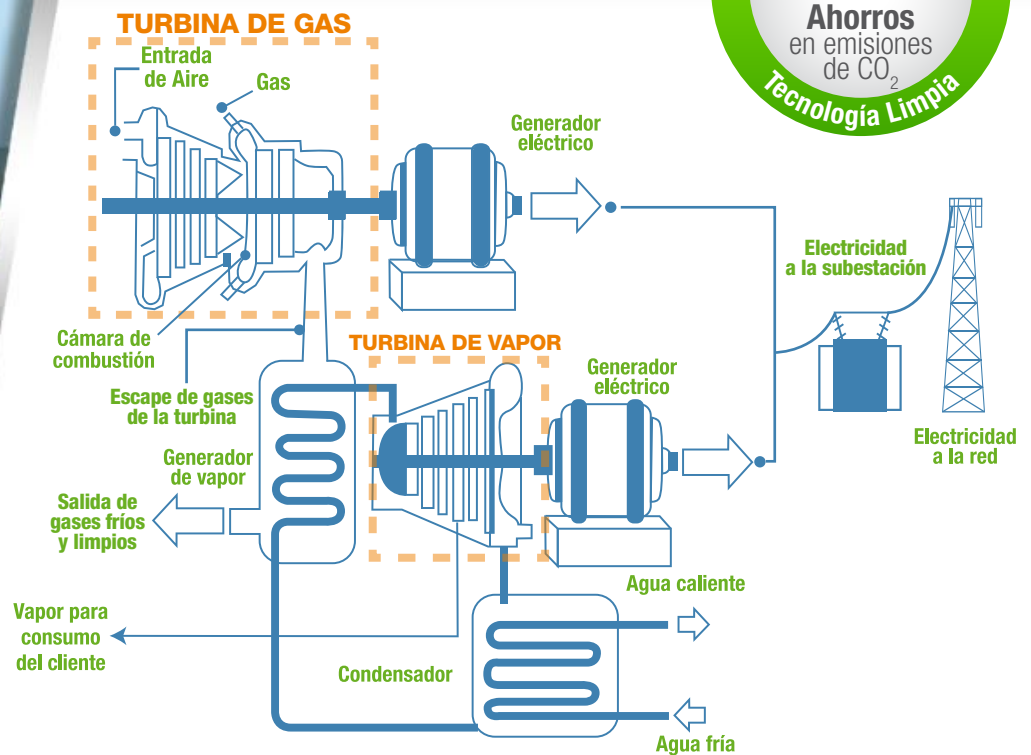 TURBINA DE GAS
Ahorros
en emisiones
de CO2
Tecnología Limpia
Entrada
de Aire
Gas
Generador
eléctrico
Electricidad
a la subestación
Cámara de
combustión
TURBINA DE VAPOR
Escape de gases
de la turbina
Generador
eléctrico
Electricidad
a la red
Generador
de vapor
Salida de
gases fríos
y limpios
Agua caliente
Vapor para
consumo
del cliente
Condensador
Agua fría